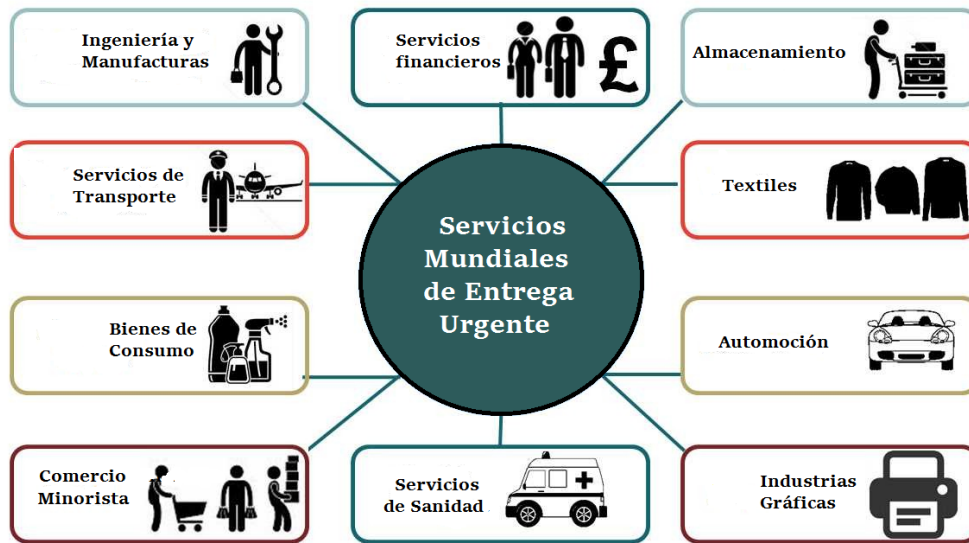 Ingeniería y
Manufacturas
Servicios
financieros
£
Almacenamiento
Servicios de
Transporte
Textiles
Servicios
Mundiales
de Entrega
Urgente
Bienes de
Consumo
Automoción
Comercio
Minorista
Servicios
de Sanidad
Industrias
Gráficas